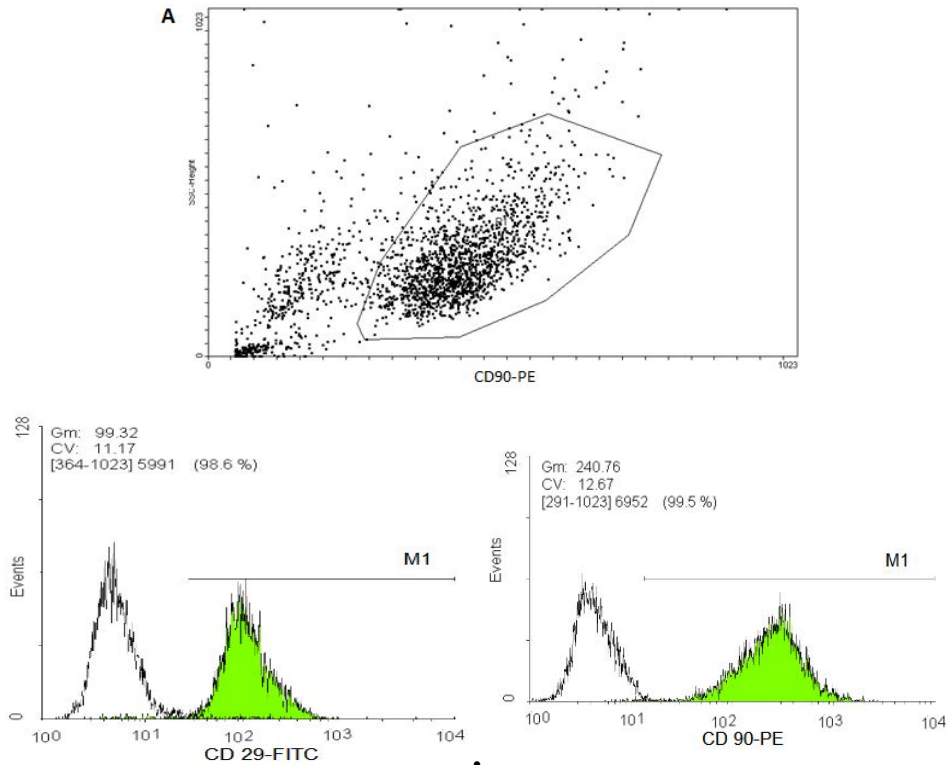 A
1023
SSC-Height
0
0
1023
CD90-PE
128
Gm: 99.32
CV: 11.17
[364-1023] 5991 (98.6 %)
M1
Events
0
100 101 102 103 104
CD 29-FITC
128
Gm: 240.76
CV: 12.67
[291-1023] 6952 (99.5 %)
M1
Events
0
100 101 102 103 104
CD 90-PE